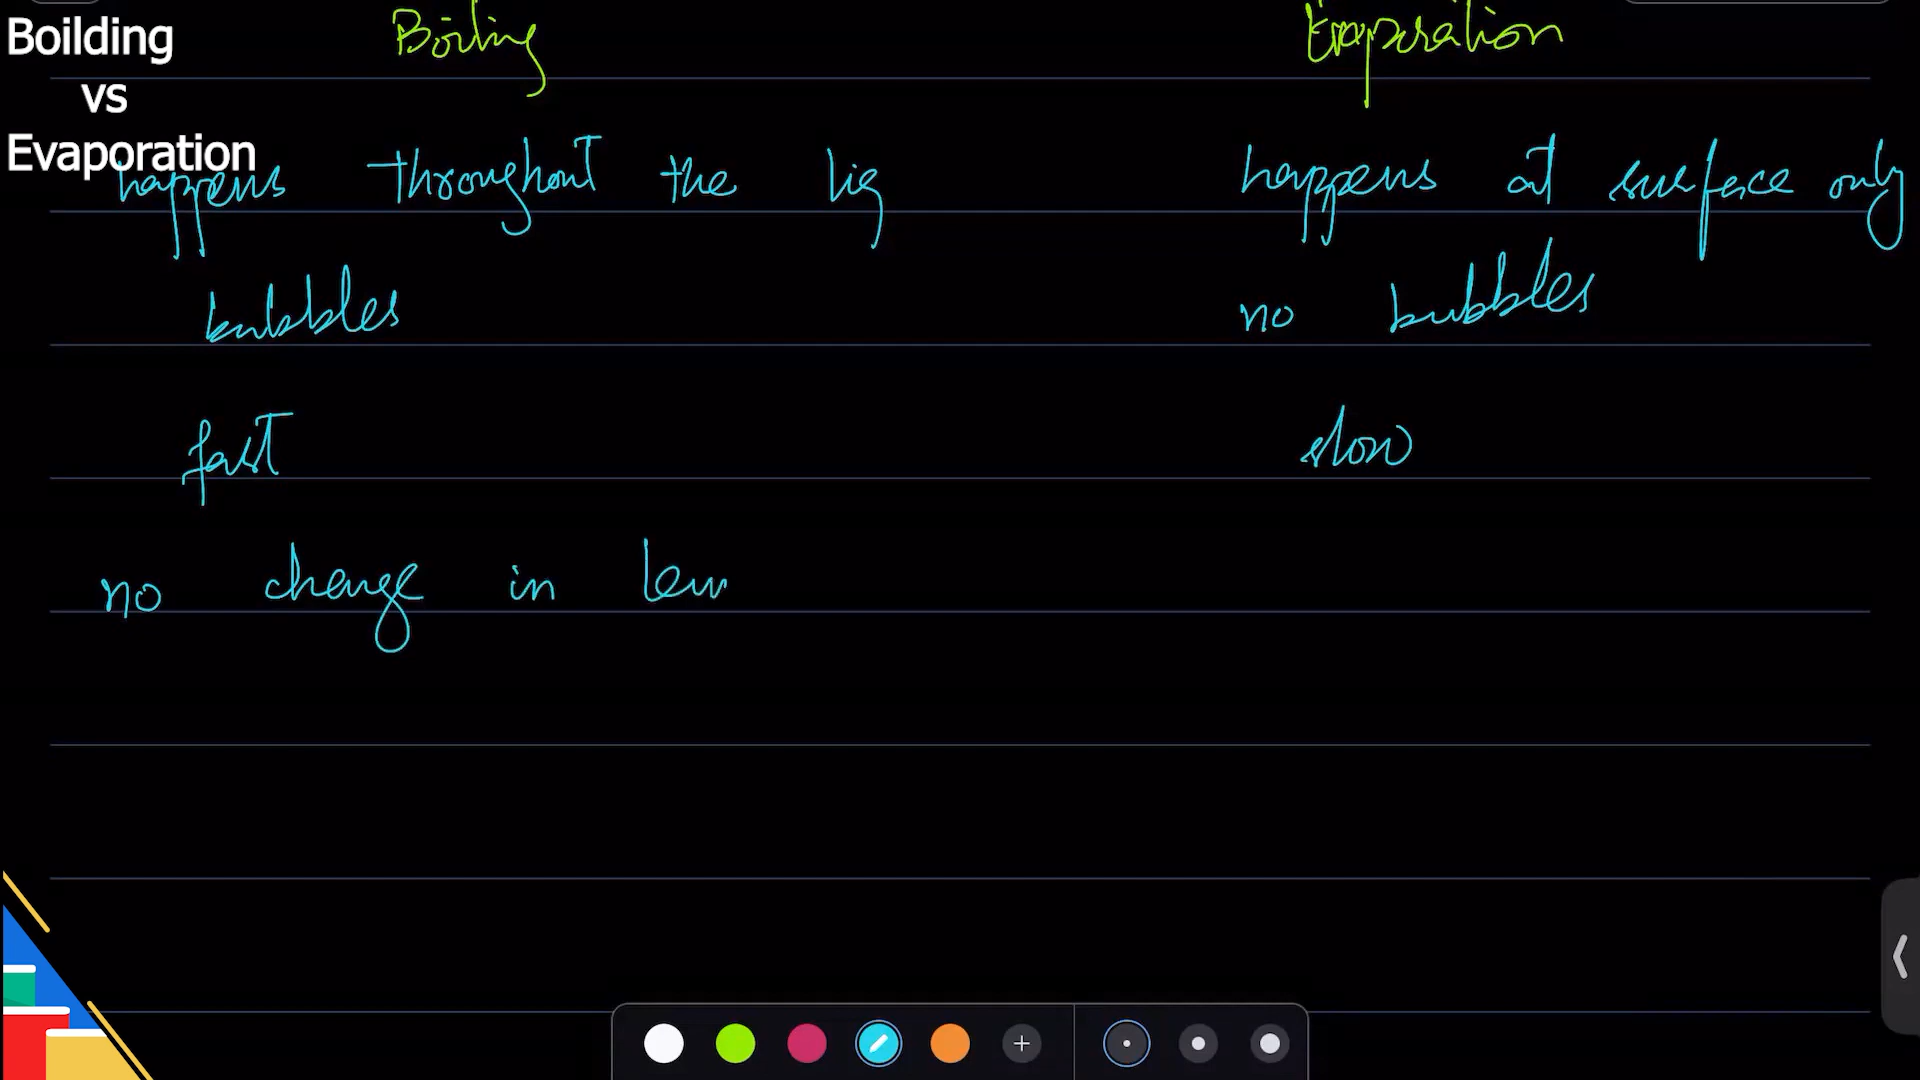 Boilding
vs
Evaporation
Boiling Evaporation
happens throughout the liq happens at surface only
bubbles no bubbles
fast slow
no change in tem